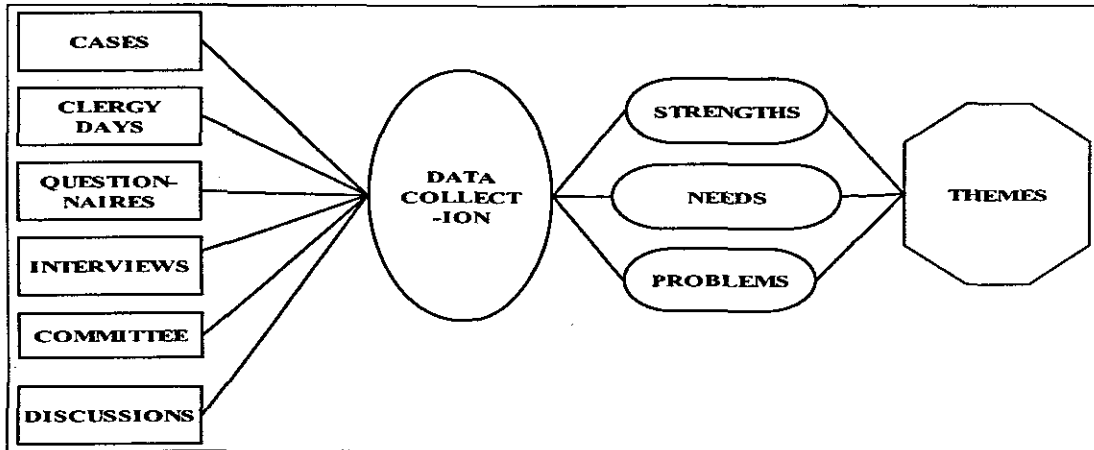 CASES
CLERGY
DAYS
QUESTION-
NAIRES
INTERVIEWS
COMMITTEE
DISCUSSIONS
DATA
COLLECT
-ION
STRENGTHS
NEEDS
PROBLEMS
THEMES